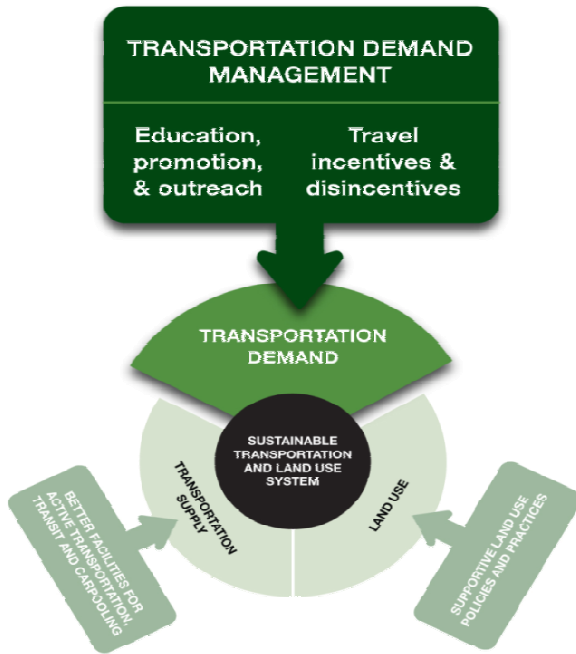 TRANSPORTATION DEMAND
MANAGEMENT
Education,
promotion,
& outreach
Travel
incentives &
disincentives
TRANSPORTATION
DEMAND
SUSTAINABLE
TRANSPORTATION
AND LAND USE
SYSTEM
TRANSPORTATION
SUPPLY
LAND USE
BETTER FACILITIES FOR
ACTIVE TRANSPORTATION,
TRANSIT AND CARPOOLING
SUPPORTIVE LAND USE
POLICIES AND PRACTICES